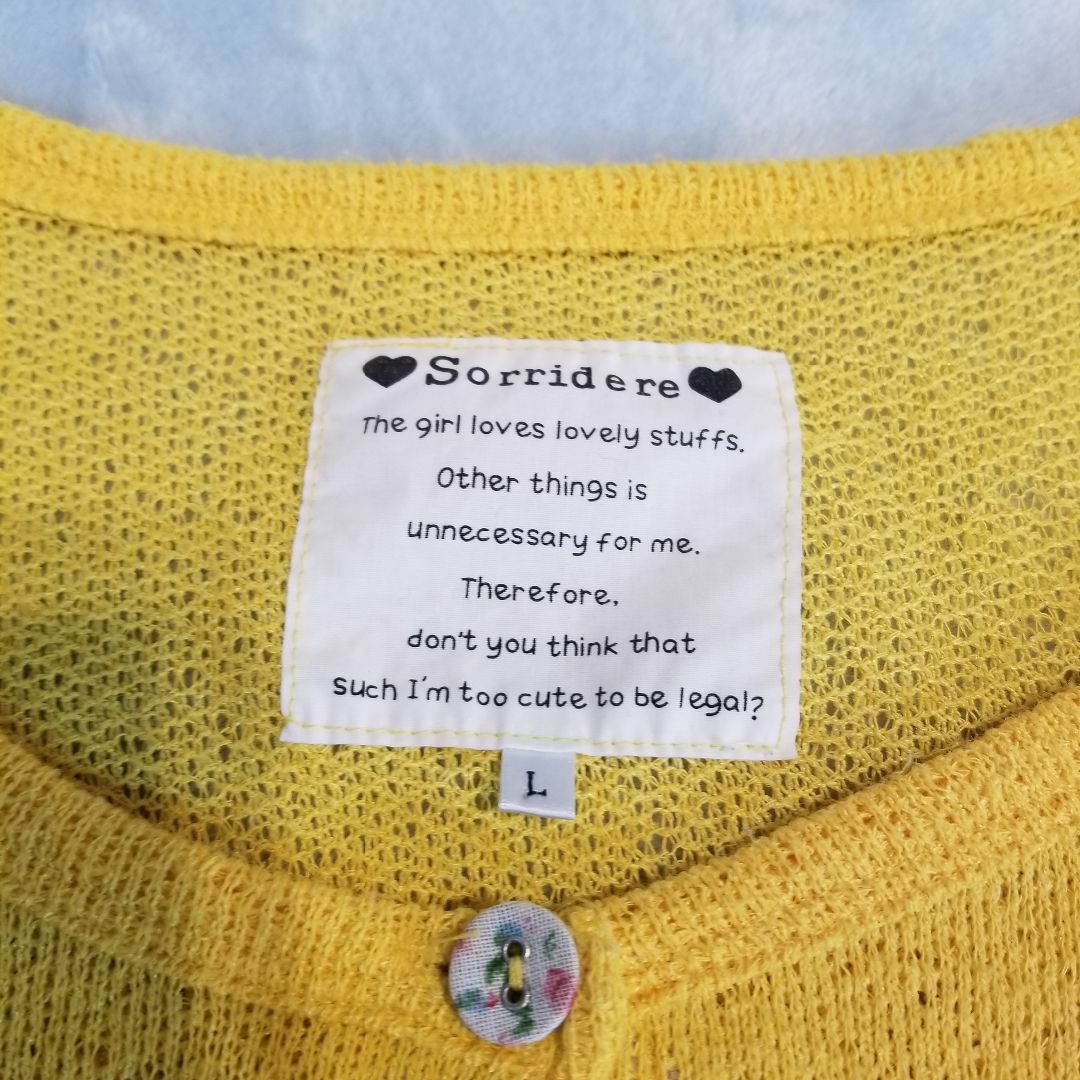 Sorridere
The girl loves lovely stuffs.
Other things is
unnecessary for me.
Therefore,
don't you think that
such I'm too cute to be legal?
L